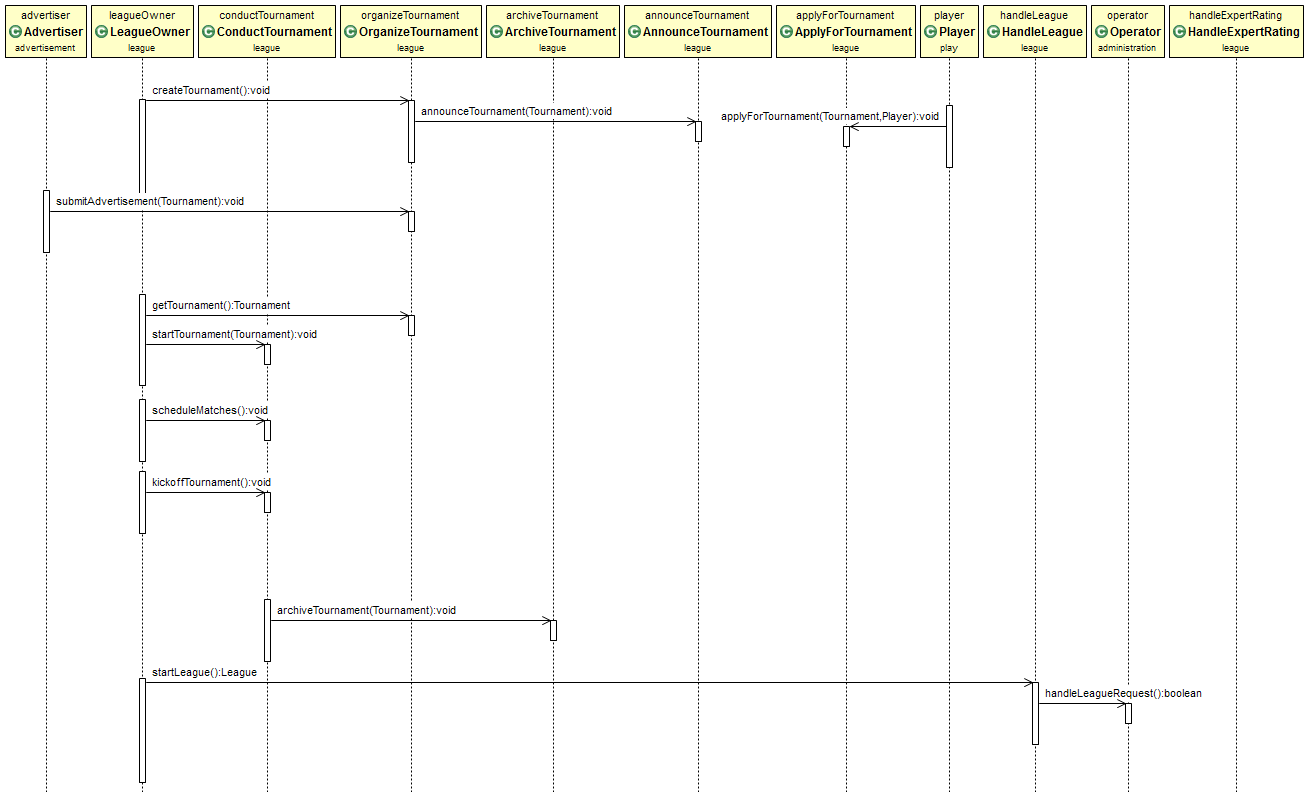 advertiser
C Advertiser
advertisement
leagueOwner
C LeagueOwner
league
conductTournament
C ConductTournament
league
organizeTournament
C OrganizeTournament
league
archiveTournament
C ArchiveTournament
league
announceTournament
C AnnounceTournament
league
applyForTournament
C ApplyForTournament
league
player
C Player
play
handleLeague
C HandleLeague
league
operator
C Operator
administration
handleExpertRating
C HandleExpertRating
league
createTournament():void
announceTournament(Tournament):void
applyForTournament(Tournament,Player):void
submitAdvertisement(Tournament):void
getTournament():Tournament
startTournament(Tournament):void
scheduleMatches():void
kickoffTournament():void
archiveTournament(Tournament):void
startLeague():League
handleLeagueRequest():boolean